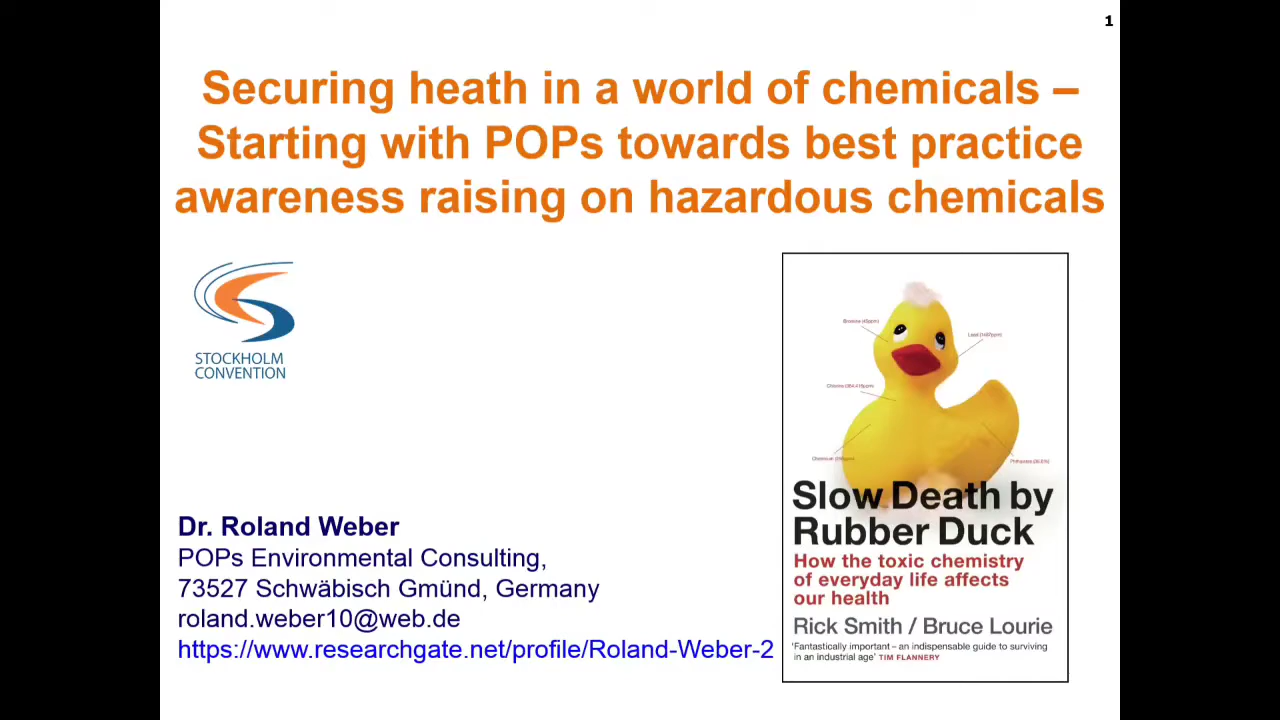 1
Securing heath in a world of chemicals –
Starting with POPs towards best practice
awareness raising on hazardous chemicals
STOCKHOLM
CONVENTION
Dr. Roland Weber
POPs Environmental Consulting,
73527 Schwäbisch Gmünd, Germany
roland.weber10@web.de
https://www.researchgate.net/profile/Roland-Weber-2
Slow Death by
Rubber Duck
How the toxic chemistry
of everyday life affects
our health
Rick Smith / Bruce Lourie
'Fantastically important – an indispensable guide to surviving
in an industrial age' TIM FLANNERY